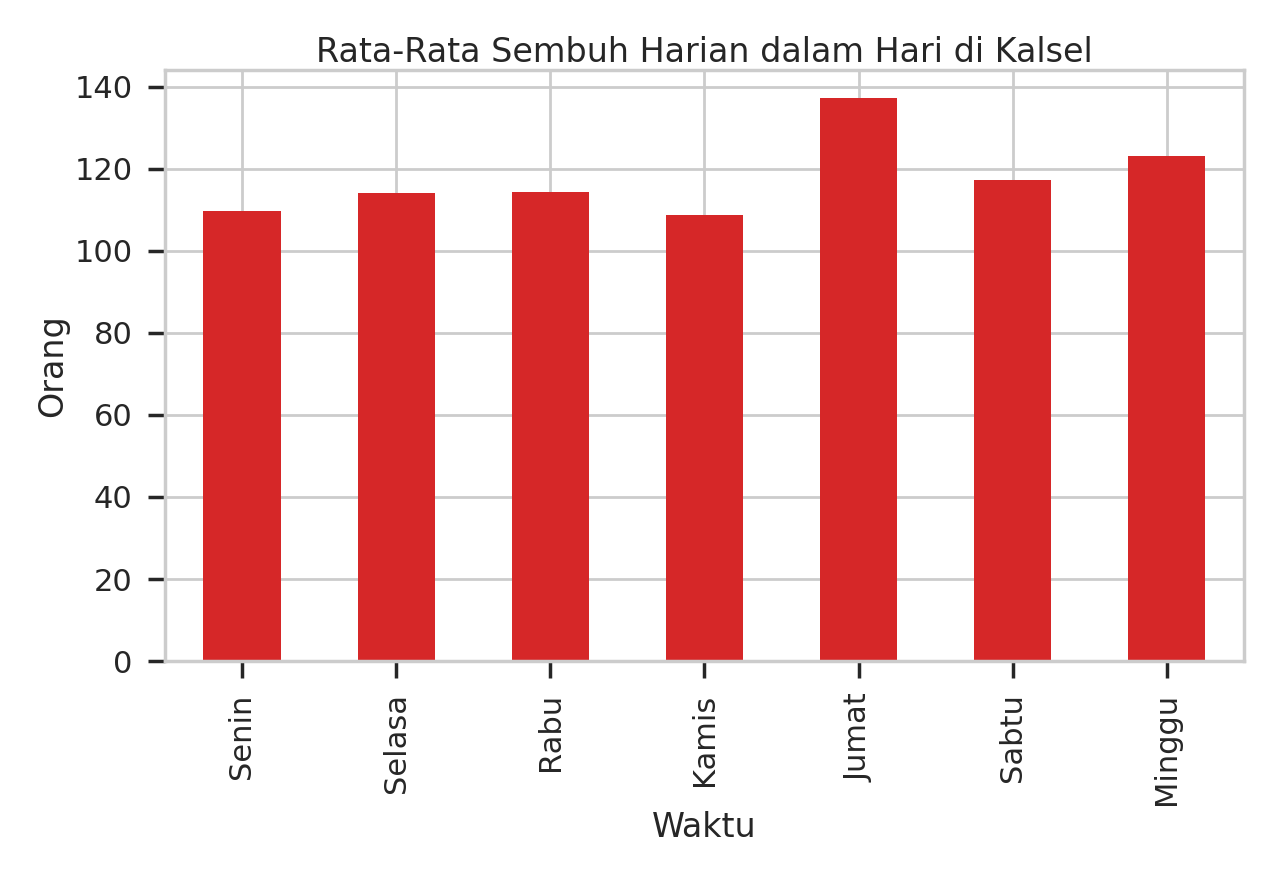 Rata-Rata Sembuh Harian dalam Hari di Kalsel
140
120
100
80
60
40
20
0
Orang
Senin
Selasa
Rabu
Kamis
Jumat
Sabtu
Minggu
Waktu